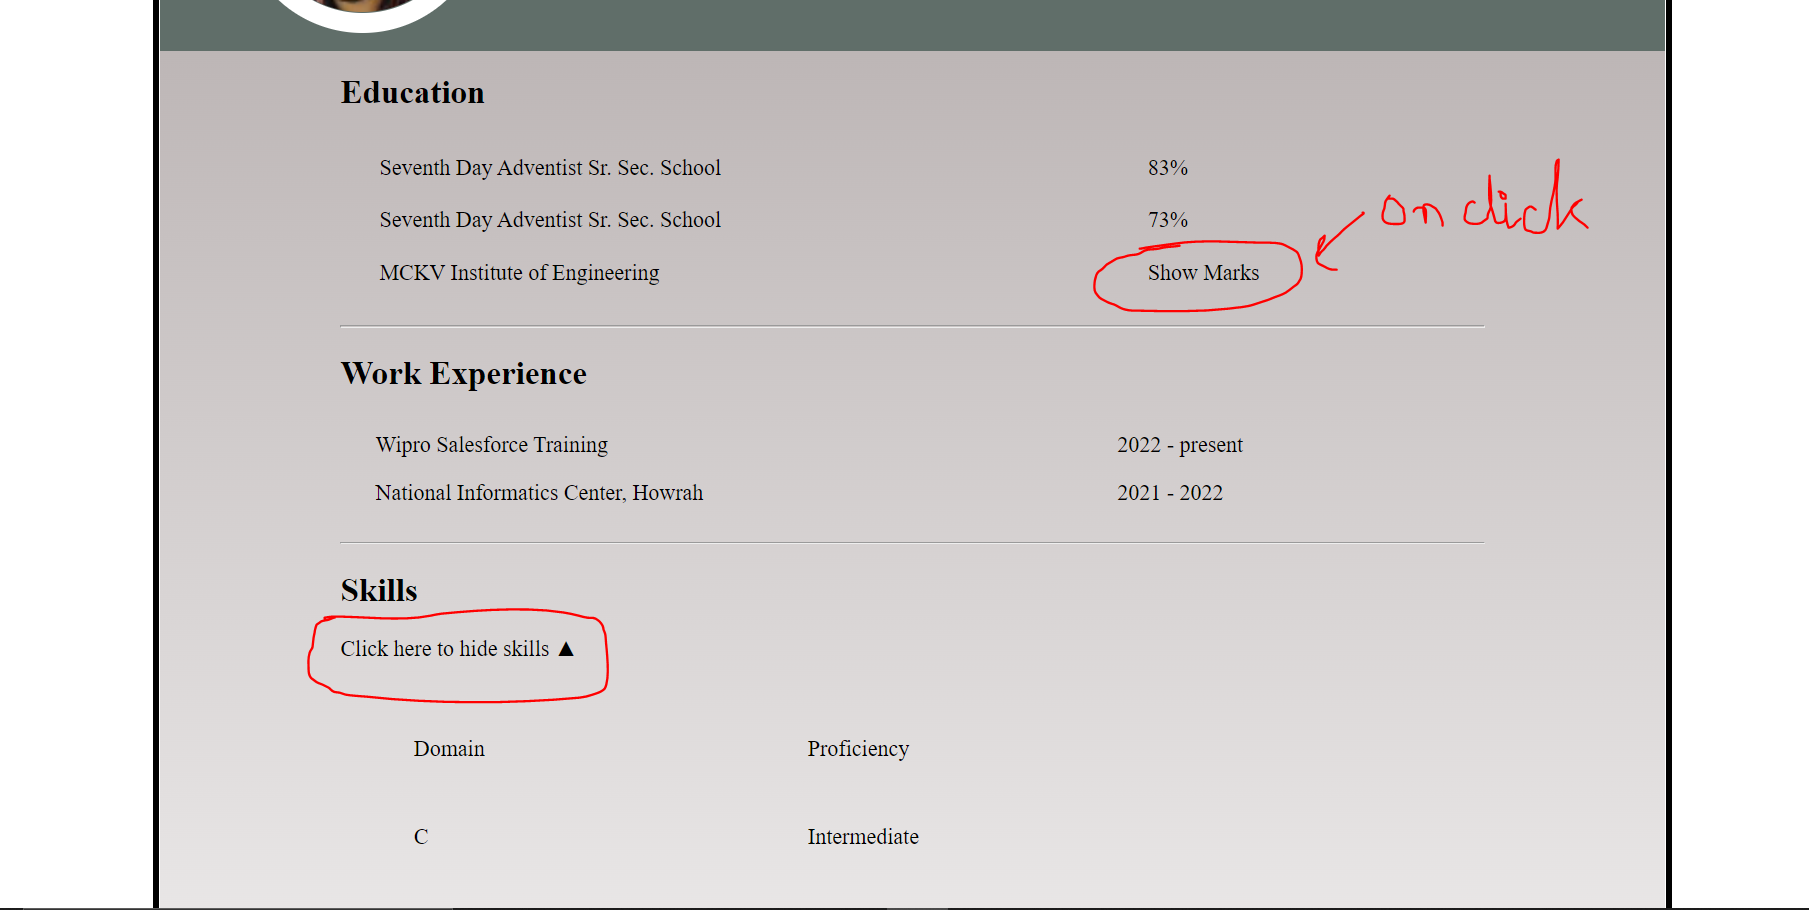 Education
Seventh Day Adventist Sr. Sec. School 83%
Seventh Day Adventist Sr. Sec. School 73%
on click
MCKV Institute of Engineering Show Marks
Work Experience
Wipro Salesforce Training 2022 - present
National Informatics Center, Howrah 2021 - 2022
Skills
Click here to hide skills ▲
Domain Proficiency
C Intermediate